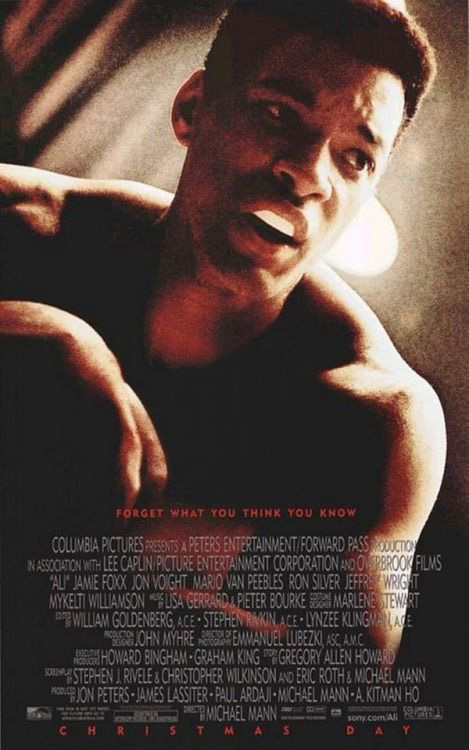 FORGET WHAT YOU THINK YOU KNOW
COLUMBIA PICTURES PRESENTS A PETERS ENTERTAINMENT/FORWARD PASS PRODUCTION
IN ASSOCIATION WITH LEE CAPLIN/PICTURE ENTERTAINMENT CORPORATION AND OVERBROOK FILMS
"ALI" JAMIE FOXX JON VOIGHT MARIO VAN PEEBLES RON SILVER JEFFREY WRIGHT
MYKELTI WILLIAMSON MUSIC BY LISA GERRARD & PIETER BOURKE COSTUME DESIGNER MARLENE STEWART
EDITED BY WILLIAM GOLDENBERG, A.C.E. · STEPHEN RIVKIN A.C.E. · LYNZEE KLINGMAN, A.C.E.
PRODUCTION DESIGNER JOHN MYHRE DIRECTOR OF PHOTOGRAPHY EMMANUEL LUBEZKI, ASC, A.M.C.
EXECUTIVE PRODUCERS HOWARD BINGHAM · GRAHAM KING STORY BY GREGORY ALLEN HOWARD
SCREENPLAY BY STEPHEN J. RIVELE & CHRISTOPHER WILKINSON AND ERIC ROTH & MICHAEL MANN
PRODUCED BY JON PETERS · JAMES LASSITER · PAUL ARDAJI · MICHAEL MANN · A. KITMAN HO
DIRECTED BY MICHAEL MANN
sony.com/Ali
COLUMBIA PICTURES
CHRISTMAS DAY